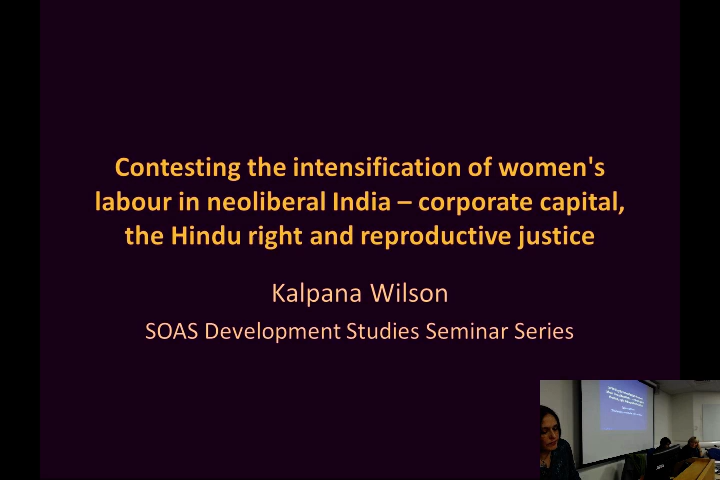 Contesting the intensification of women's
labour in neoliberal India – corporate capital,
the Hindu right and reproductive justice
Kalpana Wilson
SOAS Development Studies Seminar Series